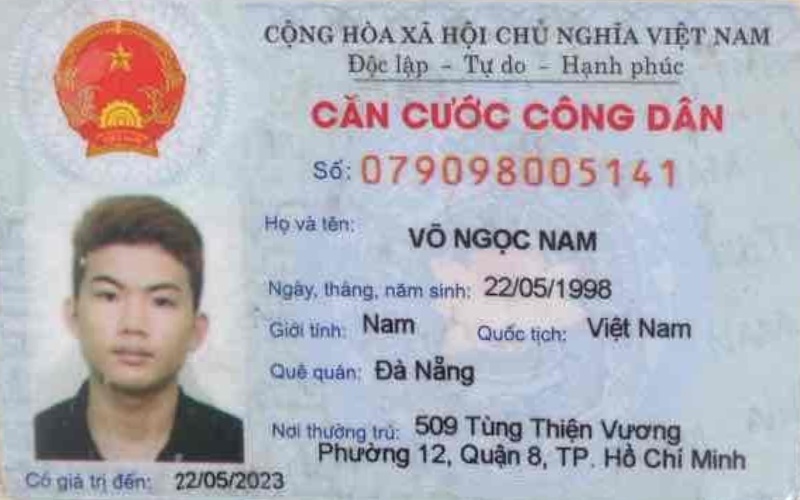 CỘNG HÒA XÃ HỘI CHỦ NGHĨA VIỆT NAM
Độc lập - Tự do - Hạnh phúc
CĂN CƯỚC CÔNG DÂN
Số: 079098005141
Họ và tên: VÕ NGỌC NAM
Ngày, tháng, năm sinh: 22/05/1998
Giới tính: Nam Quốc tịch: Việt Nam
Quê quán: Đà Nẵng
Nơi thường trú: 509 Tùng Thiện Vương
Phường 12, Quận 8, TP. Hồ Chí Minh
Có giá trị đến: 22/05/2023